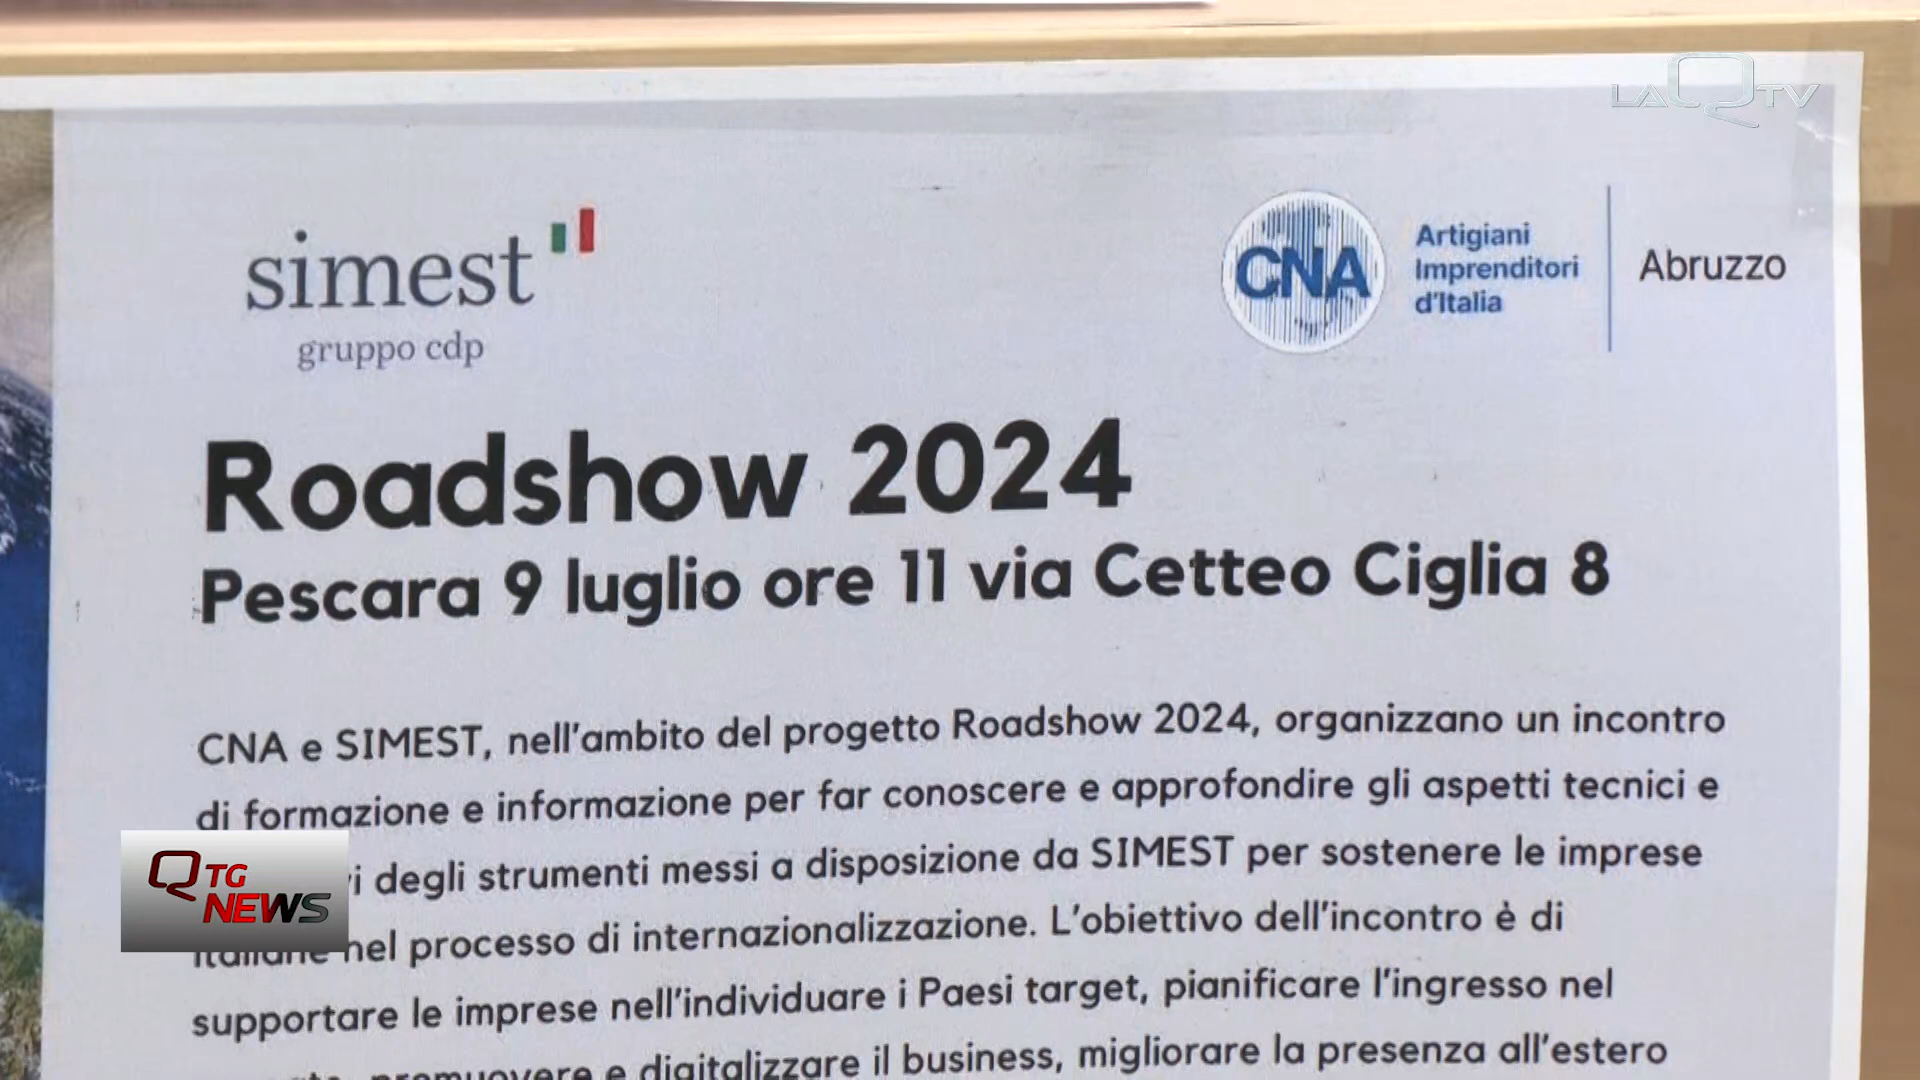 LAQTV
simest
gruppo cdp
CNA
Artigiani
Imprenditori
d'Italia
Abruzzo
Roadshow 2024
Pescara 9 luglio ore 11 via Cetteo Ciglia 8
CNA e SIMEST, nell'ambito del progetto Roadshow 2024, organizzano un incontro
di formazione e informazione per far conoscere e approfondire gli aspetti tecnici e
degli strumenti messi a disposizione da SIMEST per sostenere le imprese
italiane nel processo di internazionalizzazione. L'obiettivo dell'incontro è di
supportare le imprese nell'individuare i Paesi target, pianificare l'ingresso nel
promuovere e digitalizzare il business, migliorare la presenza all'estero
Q TG
NEWS